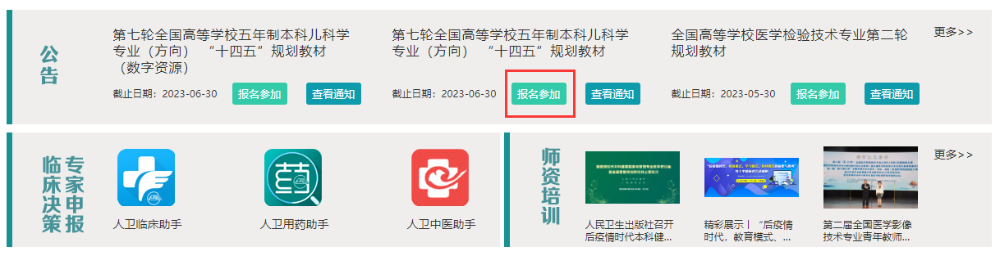 公告
第七轮全国高等学校五年制本科儿科学
专业（方向） “十四五”规划教材
（数字资源）
截止日期：2023-06-30
报名参加
查看通知
第七轮全国高等学校五年制本科儿科学
专业（方向） “十四五”规划教材
截止日期：2023-06-30
报名参加
查看通知
全国高等学校医学检验技术专业第二轮
规划教材
截止日期：2023-05-30
报名参加
查看通知
更多>>
专家申报
临床决策
人卫临床助手
人卫用药助手
人卫中医助手
师资培训
人民卫生出版社召开
后疫情时代本科健...
精彩展示丨“后疫情
时代，教育模式、...
第二届全国医学影像
技术专业青年教师...
更多>>